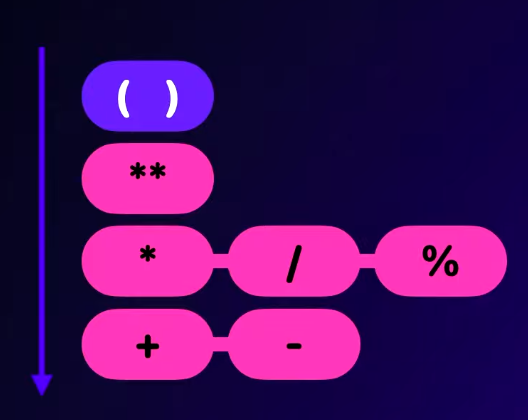 ( )
**
* / %
+ -